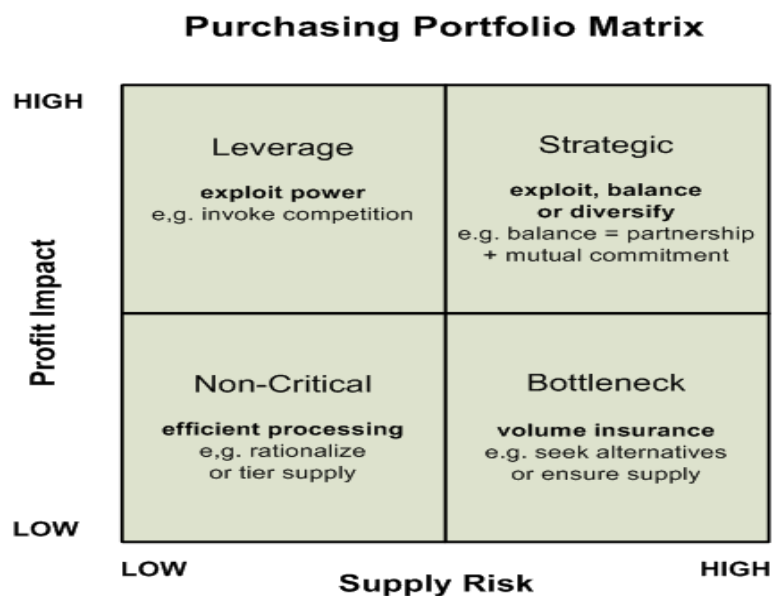 Purchasing Portfolio Matrix
HIGH
Leverage
exploit power
e,g. invoke competition
Strategic
exploit, balance
or diversify
e.g. balance = partnership
+ mutual commitment
Profit Impact
Non-Critical
efficient processing
e,g. rationalize
or tier supply
Bottleneck
volume insurance
e.g. seek alternatives
or ensure supply
LOW
LOW
Supply Risk
HIGH